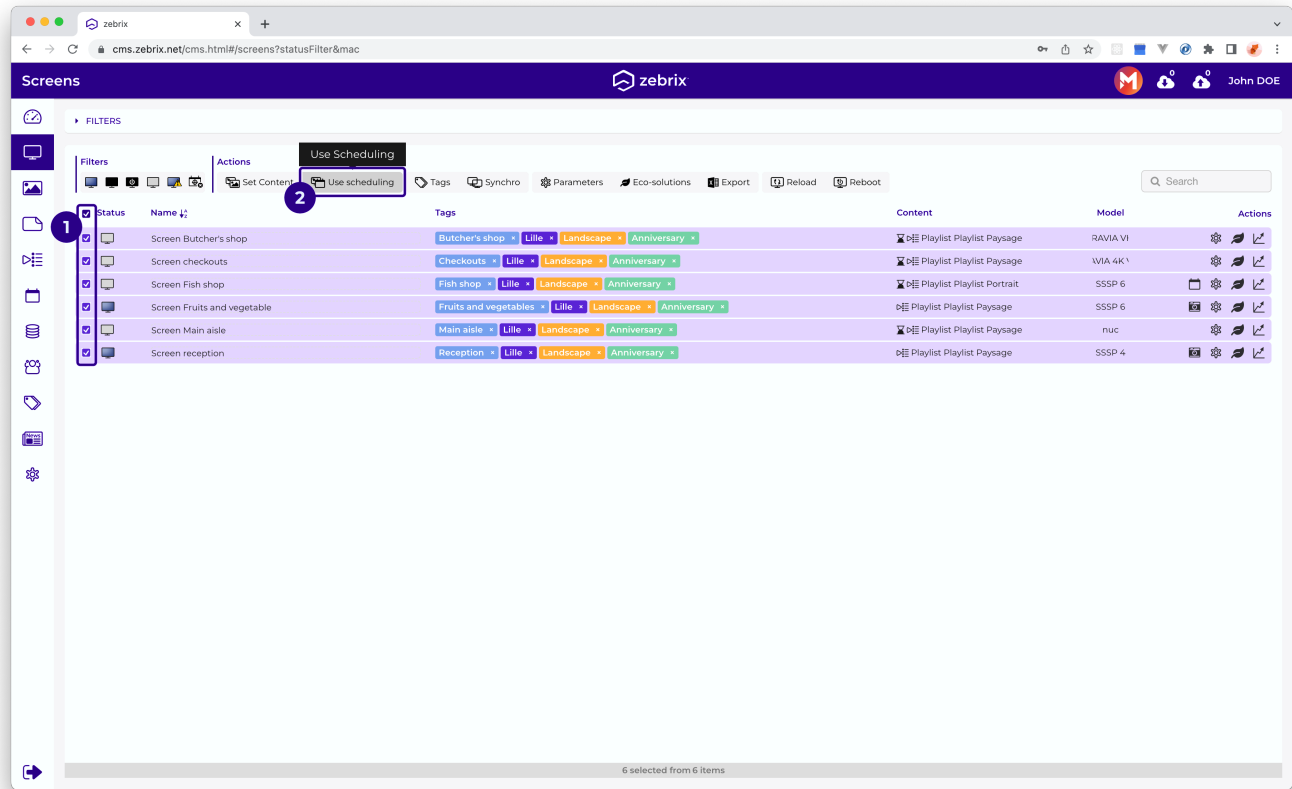 zebrix × +
cms.zebrix.net/cms.html#/screens?statusFilter&mac
Screens zebrix 0 0 John DOE
FILTERS
Use Scheduling
Filters Actions
Set Content Use scheduling Tags Synchro Parameters Eco-solutions Export Reload Reboot Search
2
1
Status Name Tags Content Model Actions
Screen Butcher's shop Butcher's shop × Lille × Landscape × Anniversary × Playlist Playlist Paysage RAVIA VI
Screen checkouts Checkouts × Lille × Landscape × Anniversary × Playlist Playlist Paysage VIA 4K
Screen Fish shop Fish shop × Lille × Landscape × Anniversary × Playlist Playlist Portrait SSSP 6
Screen Fruits and vegetable Fruits and vegetables × Lille × Landscape × Anniversary × Playlist Playlist Paysage SSSP 6
Screen Main aisle Main aisle × Lille × Landscape × Anniversary × Playlist Playlist Paysage nuc
Screen reception Reception × Lille × Landscape × Anniversary × Playlist Playlist Paysage SSSP 4
News
6 selected from 6 items